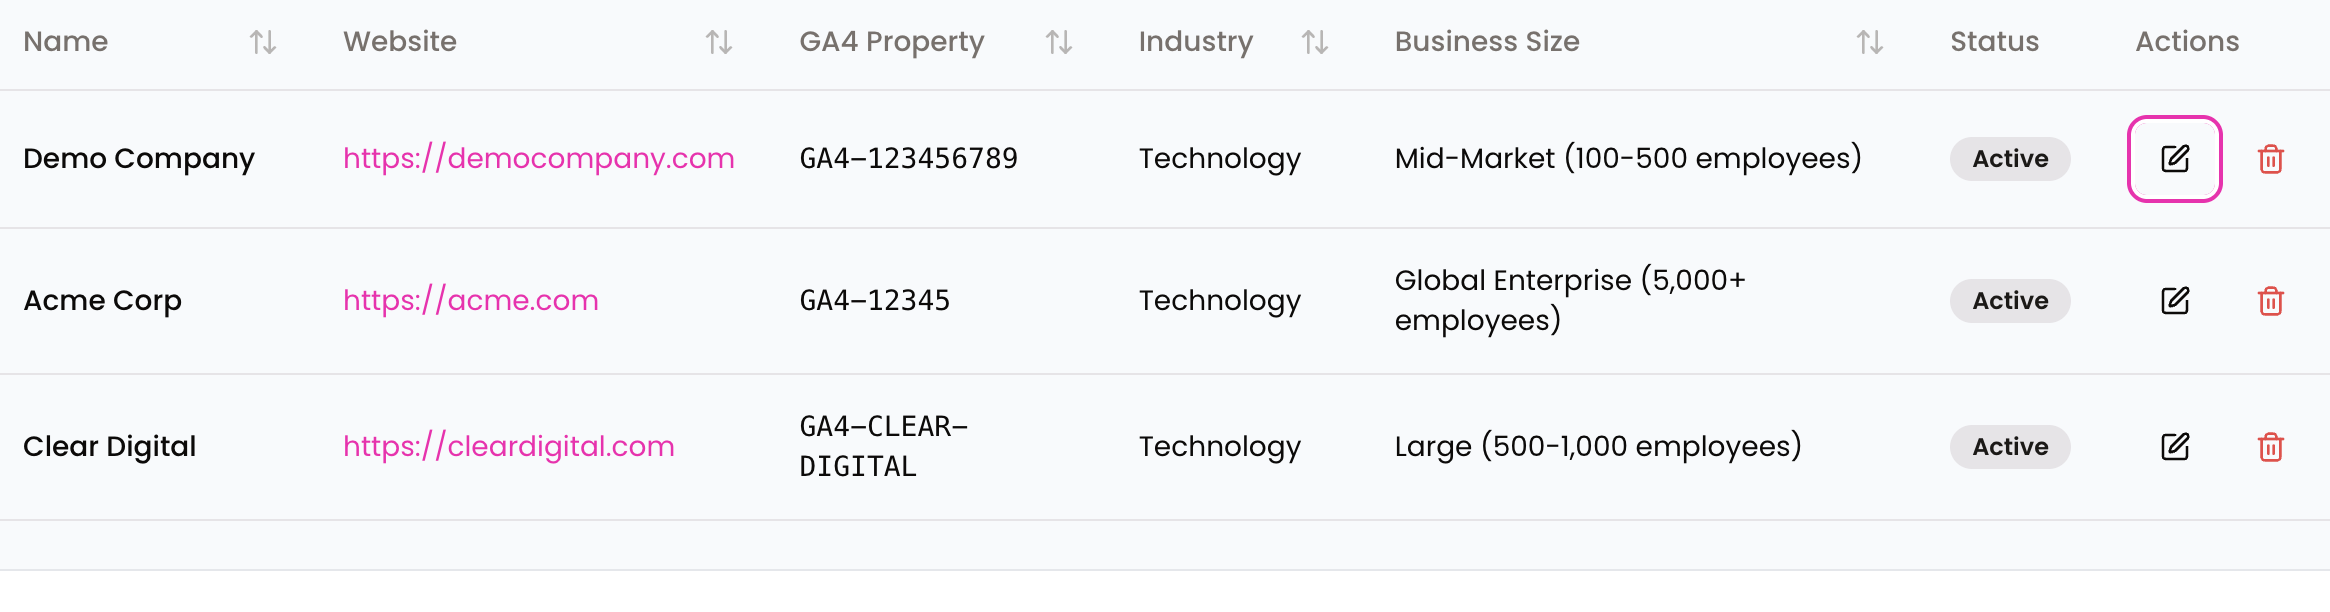 Name Website GA4 Property Industry Business Size Status Actions
Demo Company https://democompany.com GA4-123456789 Technology Mid-Market (100-500 employees) Active
Acme Corp https://acme.com GA4-12345 Technology Global Enterprise (5,000+
employees) Active
Clear Digital https://cleardigital.com GA4-CLEAR-
DIGITAL Technology Large (500-1,000 employees) Active